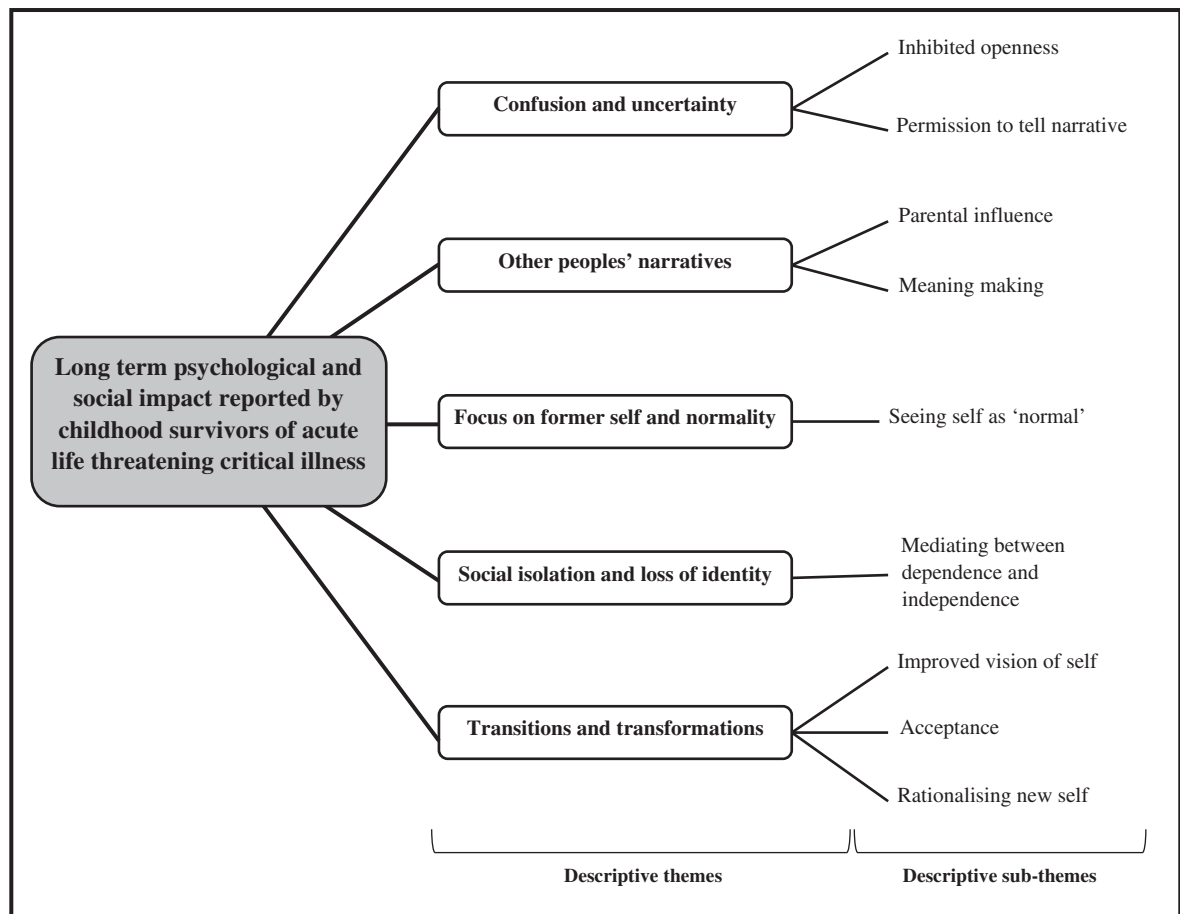 Long term psychological and
social impact reported by
childhood survivors of acute
life threatening critical illness
Confusion and uncertainty
Inhibited openness
Permission to tell narrative
Other peoples’ narratives
Parental influence
Meaning making
Focus on former self and normality
Seeing self as ‘normal’
Social isolation and loss of identity
Mediating between
dependence and
independence
Transitions and transformations
Improved vision of self
Acceptance
Rationalising new self
Descriptive themes
Descriptive sub-themes